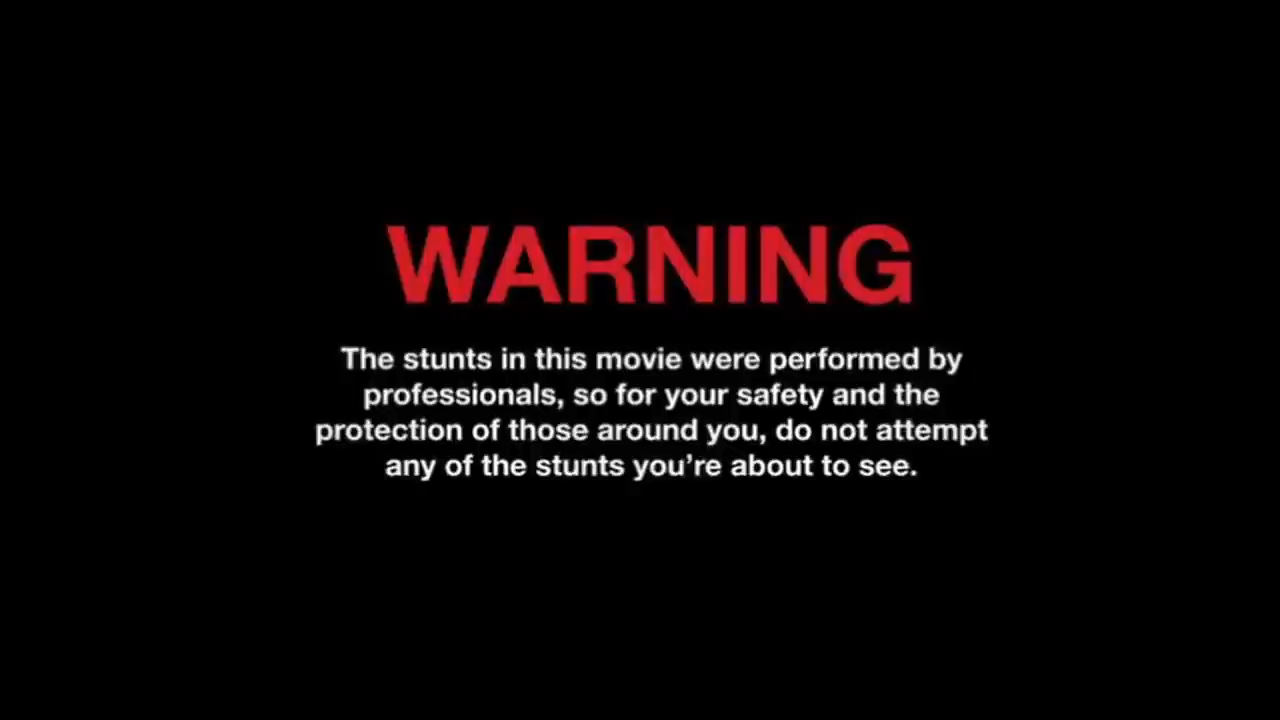 WARNING
The stunts in this movie were performed by
professionals, so for your safety and the
protection of those around you, do not attempt
any of the stunts you’re about to see.